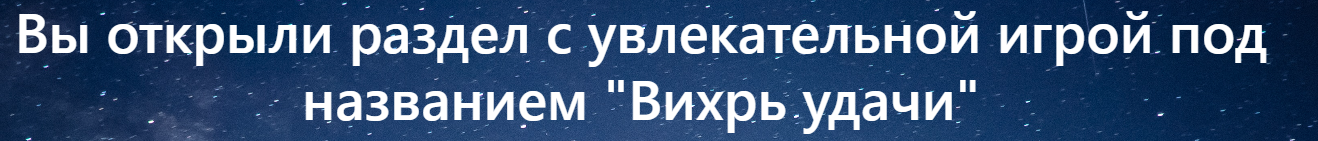 Вы открыли раздел с увлекательной игрой под
названием "Вихрь удачи"